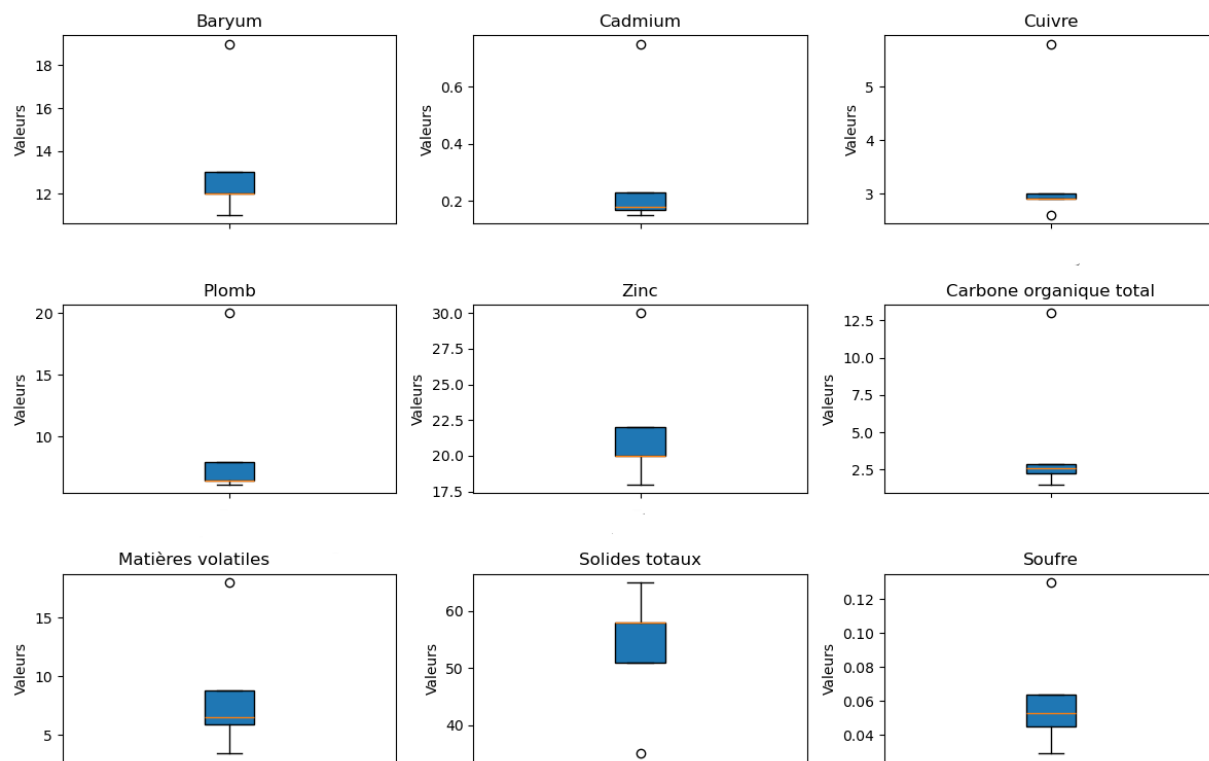 Baryum
Valeurs
18
16
14
12
Cadmium
Valeurs
0.6
0.4
0.2
Cuivre
Valeurs
5
4
3
Plomb
Valeurs
20
15
10
Zinc
Valeurs
30.0
27.5
25.0
22.5
20.0
17.5
Carbone organique total
Valeurs
12.5
10.0
7.5
5.0
2.5
Matières volatiles
Valeurs
15
10
5
Solides totaux
Valeurs
60
50
40
Soufre
Valeurs
0.12
0.10
0.08
0.06
0.04